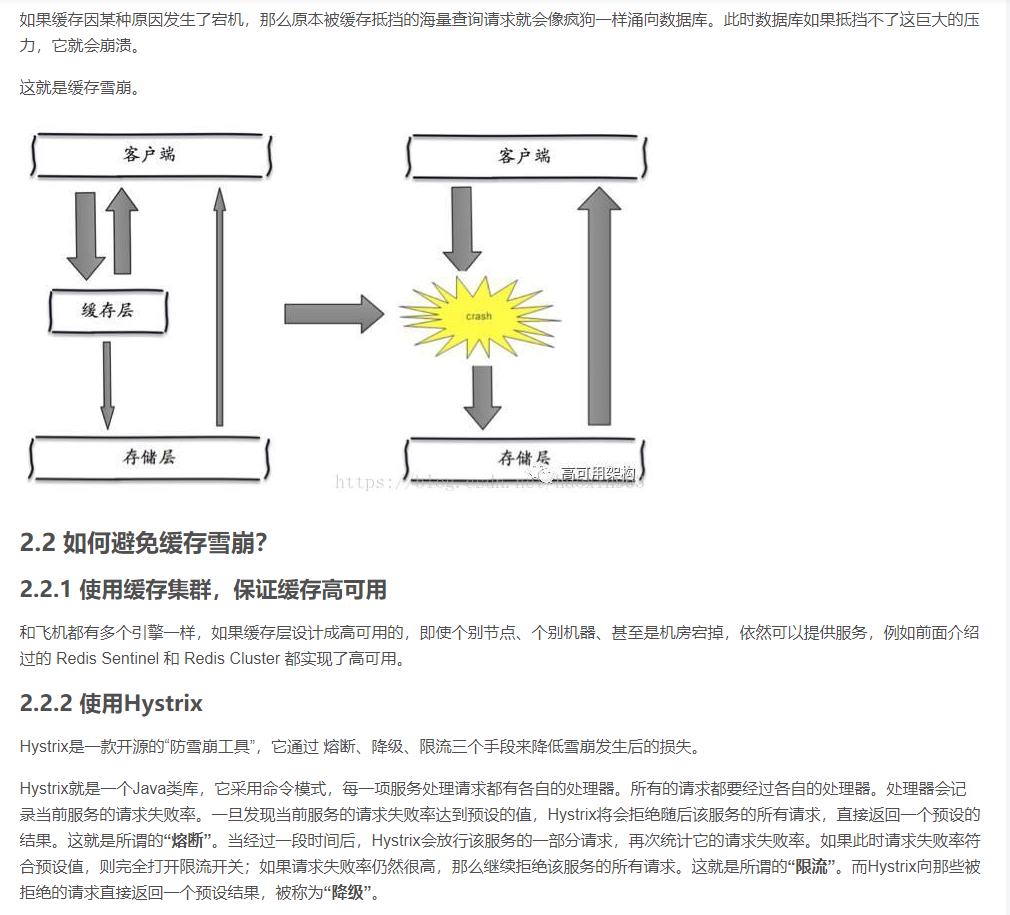 如果缓存因某种原因发生了宕机，那么原本被缓存抵挡的海量查询请求就会像疯狗一样涌向数据库。此时数据库如果抵挡不了这巨大的压
力，它就会崩溃。
这就是缓存雪崩。
客户端
客户端
缓存层
crash
存储层
存储层
高可用架构
2.2 如何避免缓存雪崩？
2.2.1 使用缓存集群，保证缓存高可用
和飞机都有多个引擎一样，如果缓存层设计成高可用的，即使个别节点、个别机器、甚至是机房宕掉，依然可以提供服务，例如前面介绍
过的 Redis Sentinel 和 Redis Cluster 都实现了高可用。
2.2.2 使用Hystrix
Hystrix是一款开源的“防雪崩工具”，它通过 熔断、降级、限流三个手段来降低雪崩发生后的损失。
Hystrix就是一个Java类库，它采用命令模式，每一项服务处理请求都有各自的处理器。所有的请求都要经过各自的处理器。处理器会记
录当前服务的请求失败率。一旦发现当前服务的请求失败率达到预设的值，Hystrix将会拒绝随后该服务的所有请求，直接返回一个预设的
结果。这就是所谓的“熔断”。当经过一段时间后，Hystrix会放行该服务的一部分请求，再次统计它的请求失败率。如果此时请求失败率符
合预设值，则完全打开限流开关；如果请求失败率仍然很高，那么继续拒绝该服务的所有请求。这就是所谓的“限流”。而Hystrix向那些被
拒绝的请求直接返回一个预设结果，被称为“降级”。